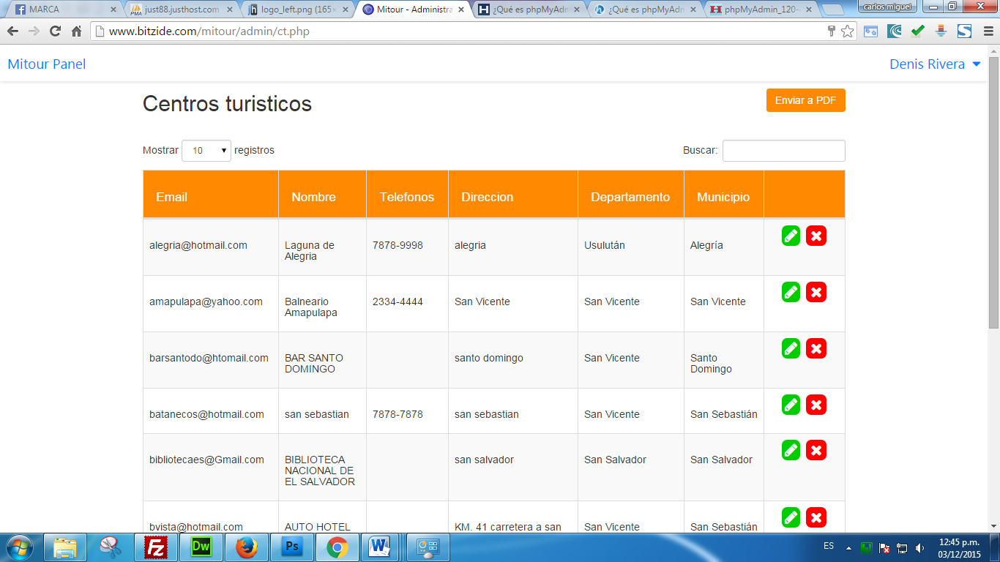 MARCA
just88.justhost.com
logo_left.png (165×
Mitour - Administra
¿Qué es phpMyAdm
¿Qué es phpMyAdm
phpMyAdmin_120-
carlos miguel
www.bitzide.com/mitour/admin/ct.php
Mitour Panel
Denis Rivera
Centros turisticos
Enviar a PDF
Mostrar 10 registros
Buscar:
Email Nombre Telefonos Direccion Departamento Municipio
alegria@hotmail.com Laguna de 7878-9998 alegria Usulután Alegría
Alegria
amapulapa@yahoo.com Balneario 2334-4444 San Vicente San Vicente San Vicente
Amapulapa
barsantodo@htomail.com BAR SANTO santo domingo San Vicente Santo
DOMINGO Domingo
batanecos@hotmail.com san sebastian 7878-7878 san sebastian San Vicente San Sebastián
bibliotecaes@Gmail.com BIBLIOTECA san salvador San Salvador San Salvador
NACIONAL DE
EL SALVADOR
bvista@hotmail.com AUTO HOTEL KM. 41 carretera a san San Vicente San Sebastián
Fz
Dw
Ps
W
ES
12:45 p.m.
03/12/2015